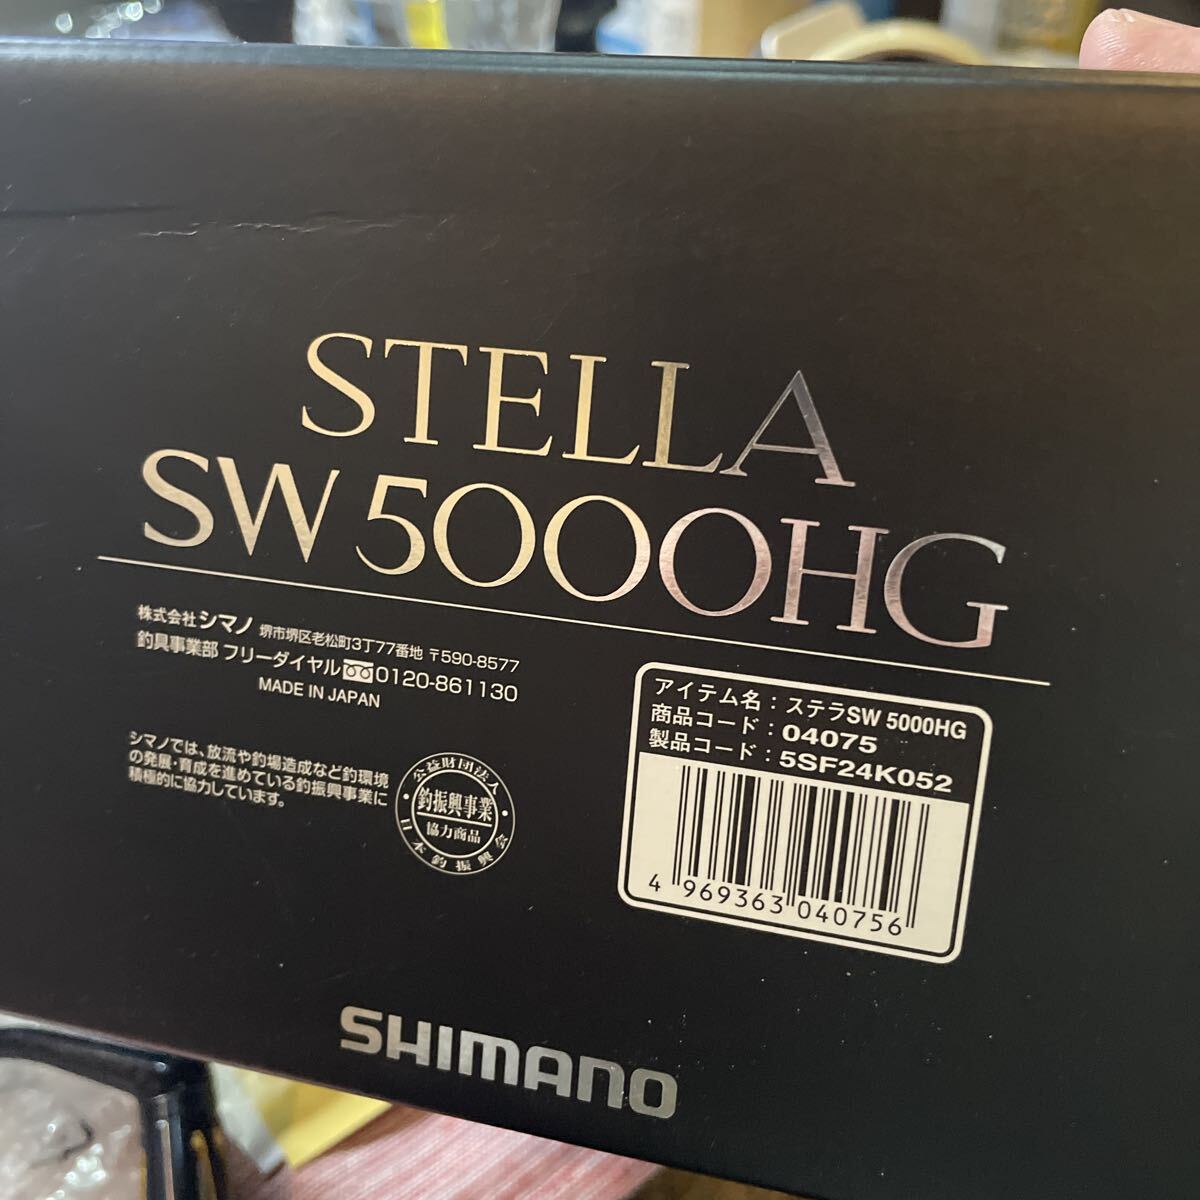 STELLA
SW 5000HG
株式会社シマノ 堺市堺区老松町3丁77番地 〒590-8577
釣具事業部 フリーダイヤル 0120-861130
MADE IN JAPAN
シマノでは、放流や釣場造成など釣環境
の発展・育成を進めている釣振興事業に
積極的に協力しています。
公益財団法人
釣振興事業
協力商品
日本釣振興会
アイテム名：ステラSW 5000HG
商品コード：04075
製品コード：5SF24K052
4 969363 040756
SHIMANO